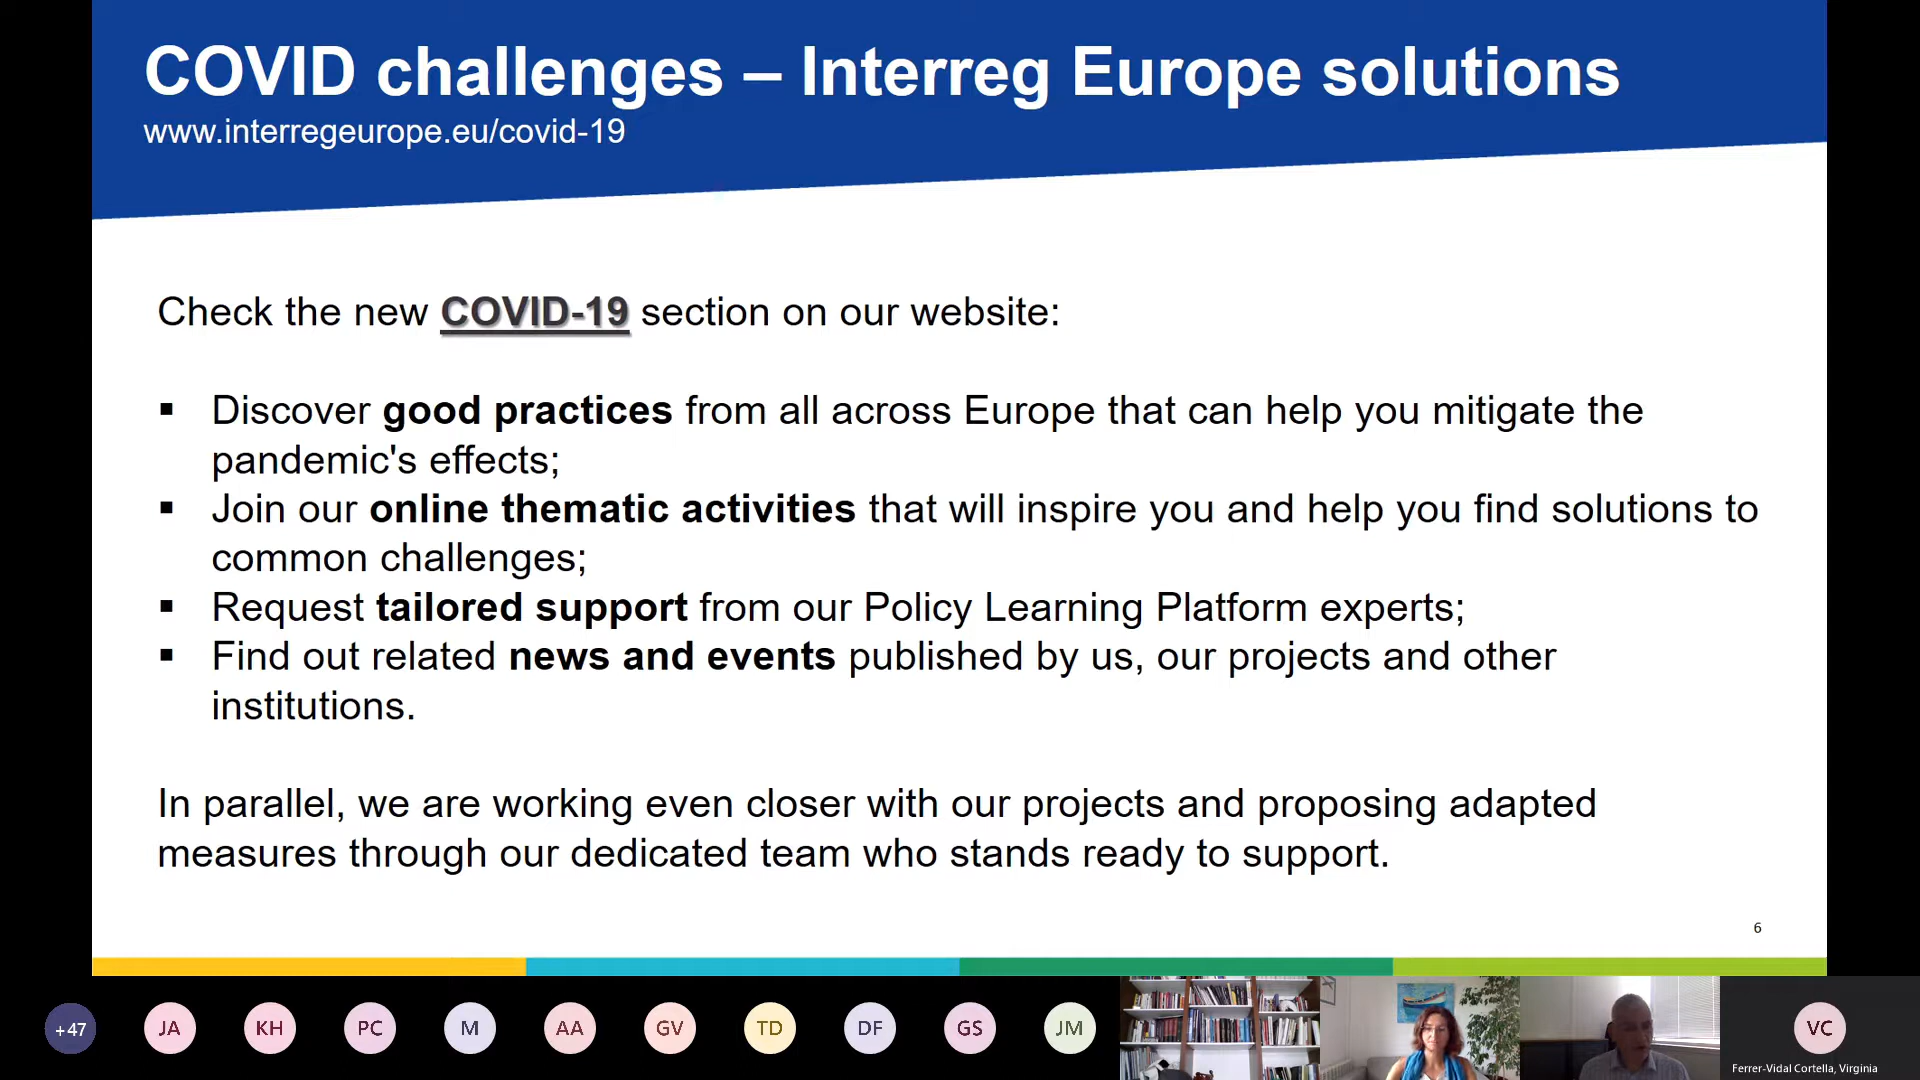 COVID challenges – Interreg Europe solutions
www.interregeurope.eu/covid-19
Check the new COVID-19 section on our website:
▪ Discover good practices from all across Europe that can help you mitigate the
pandemic's effects;
▪ Join our online thematic activities that will inspire you and help you find solutions to
common challenges;
▪ Request tailored support from our Policy Learning Platform experts;
▪ Find out related news and events published by us, our projects and other
institutions.
In parallel, we are working even closer with our projects and proposing adapted
measures through our dedicated team who stands ready to support.
6
+47 JA KH PC M AA GV TD DF GS JM VC
Ferrer-Vidal Cortella, Virginia